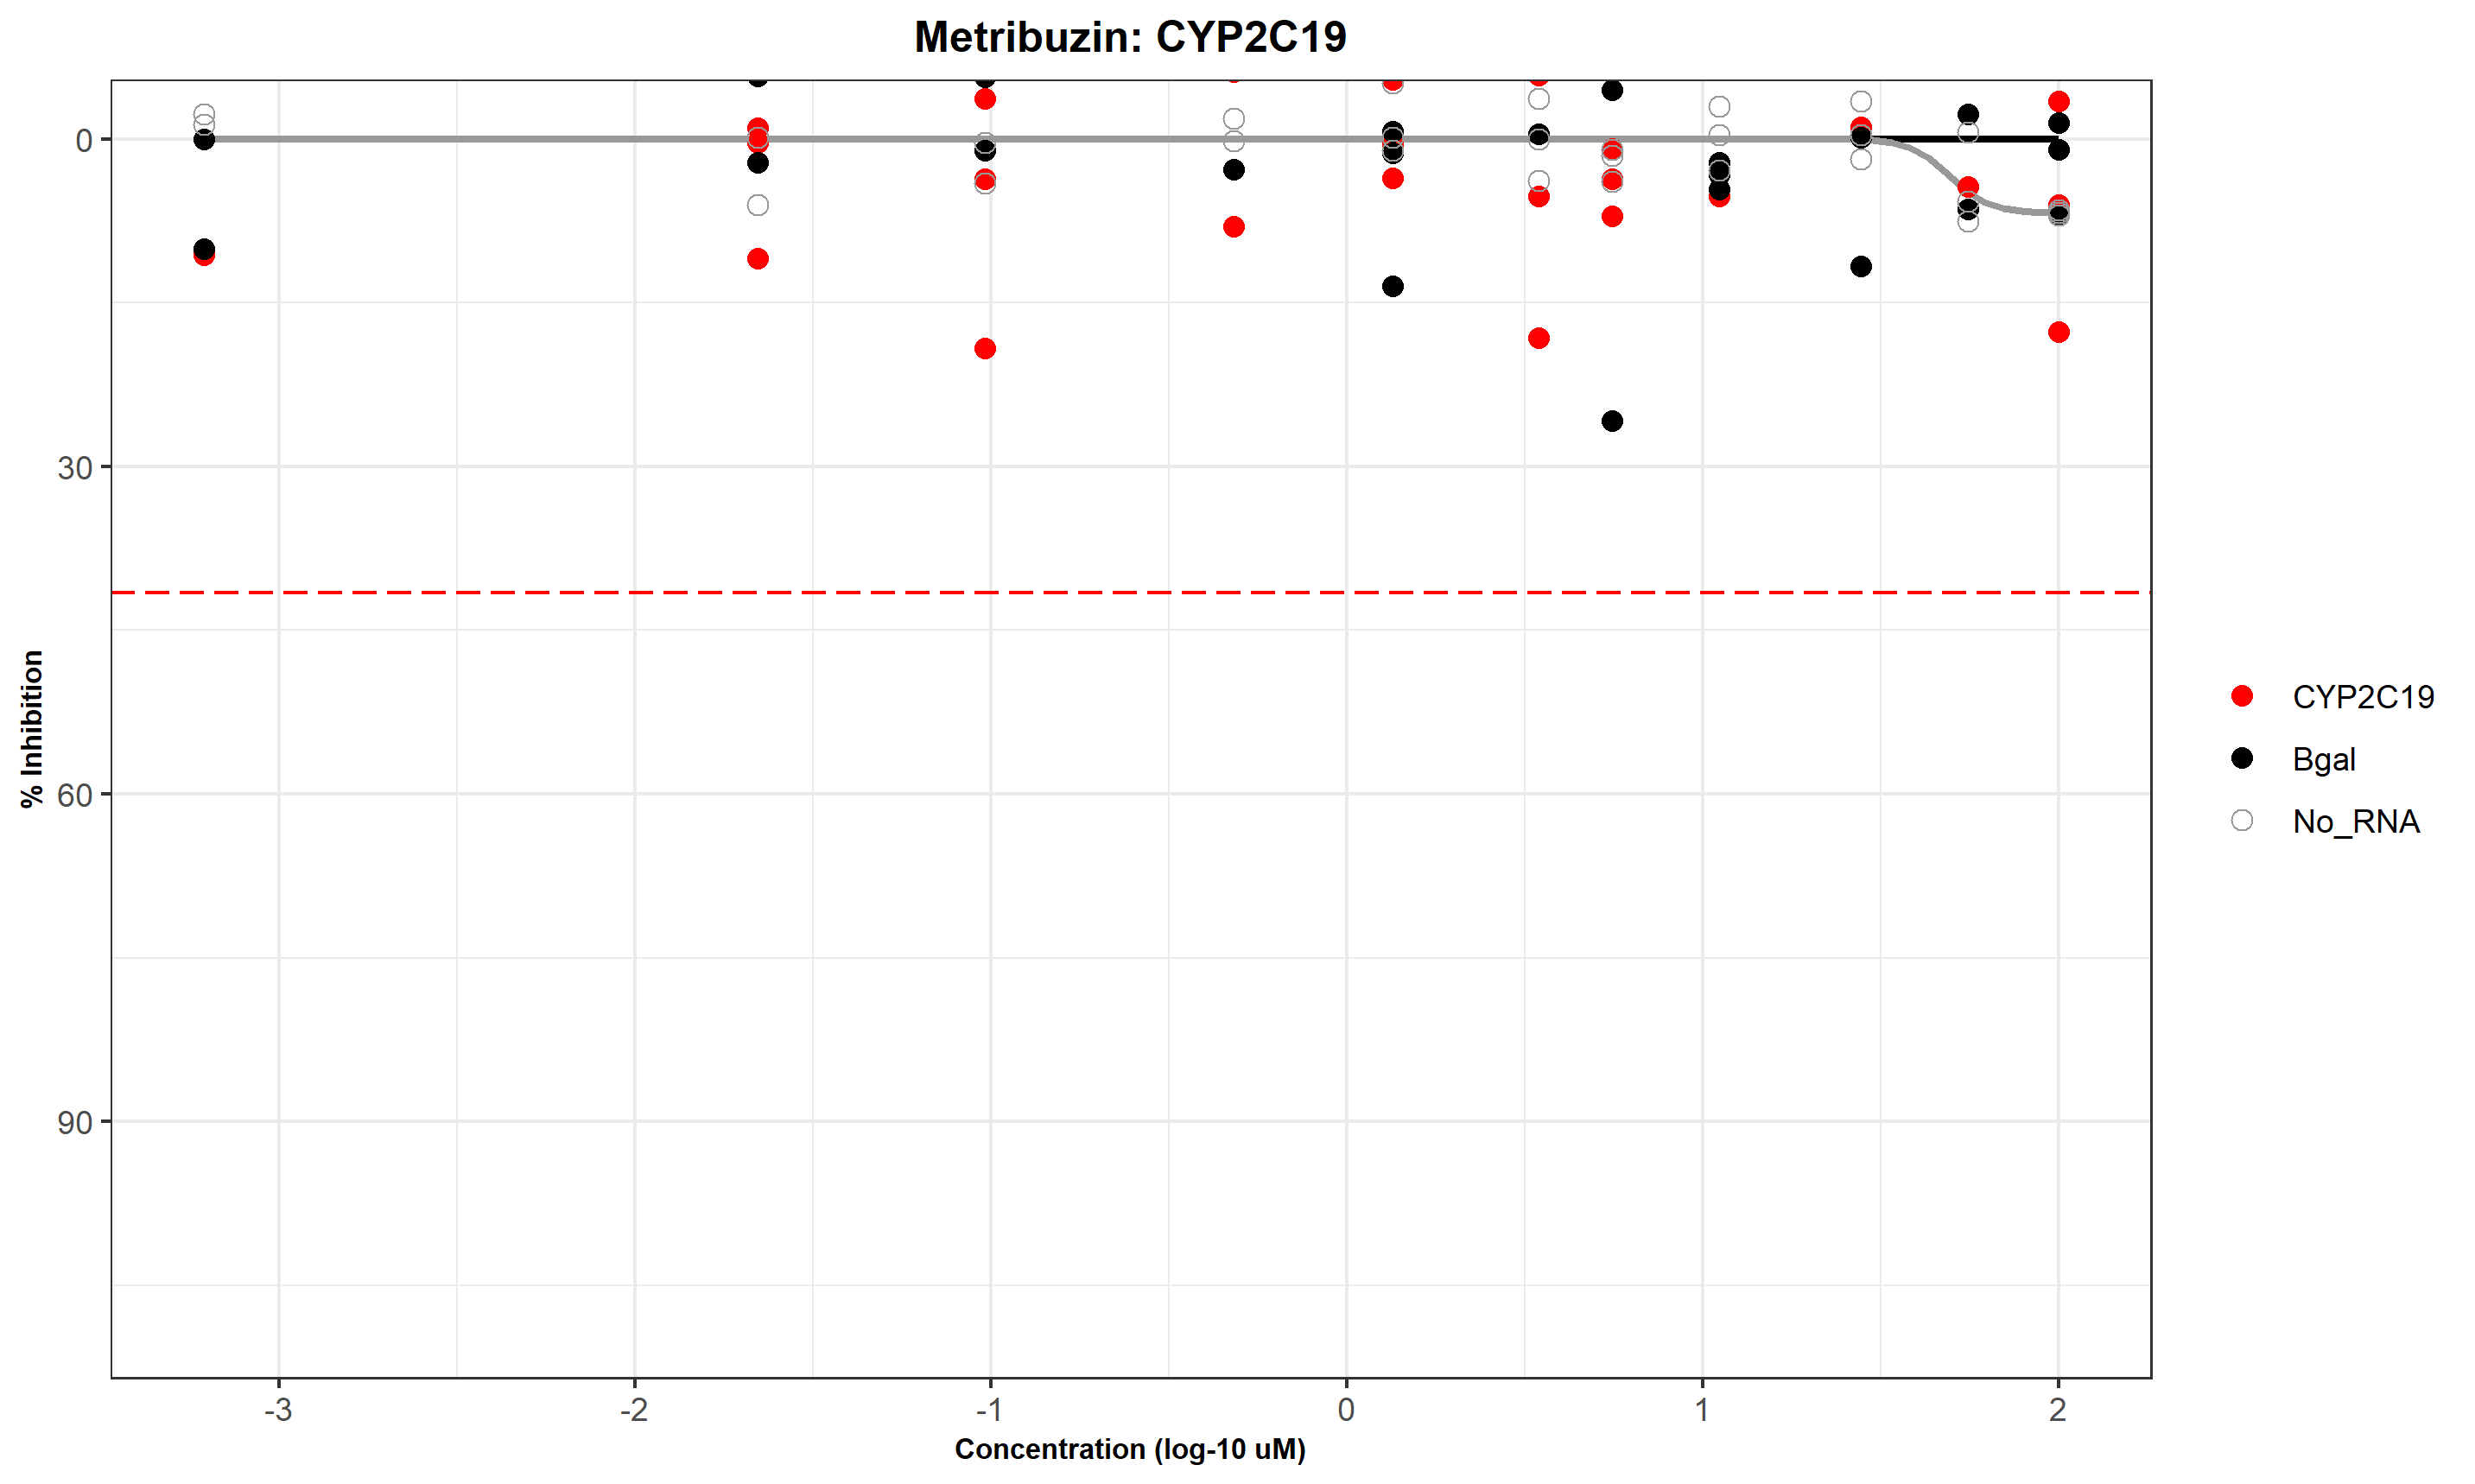 Metribuzin: CYP2C19
% Inhibition
0
30
60
90
-3
-2
-1
0
1
2
Concentration (log-10 uM)
CYP2C19
Bgal
No_RNA